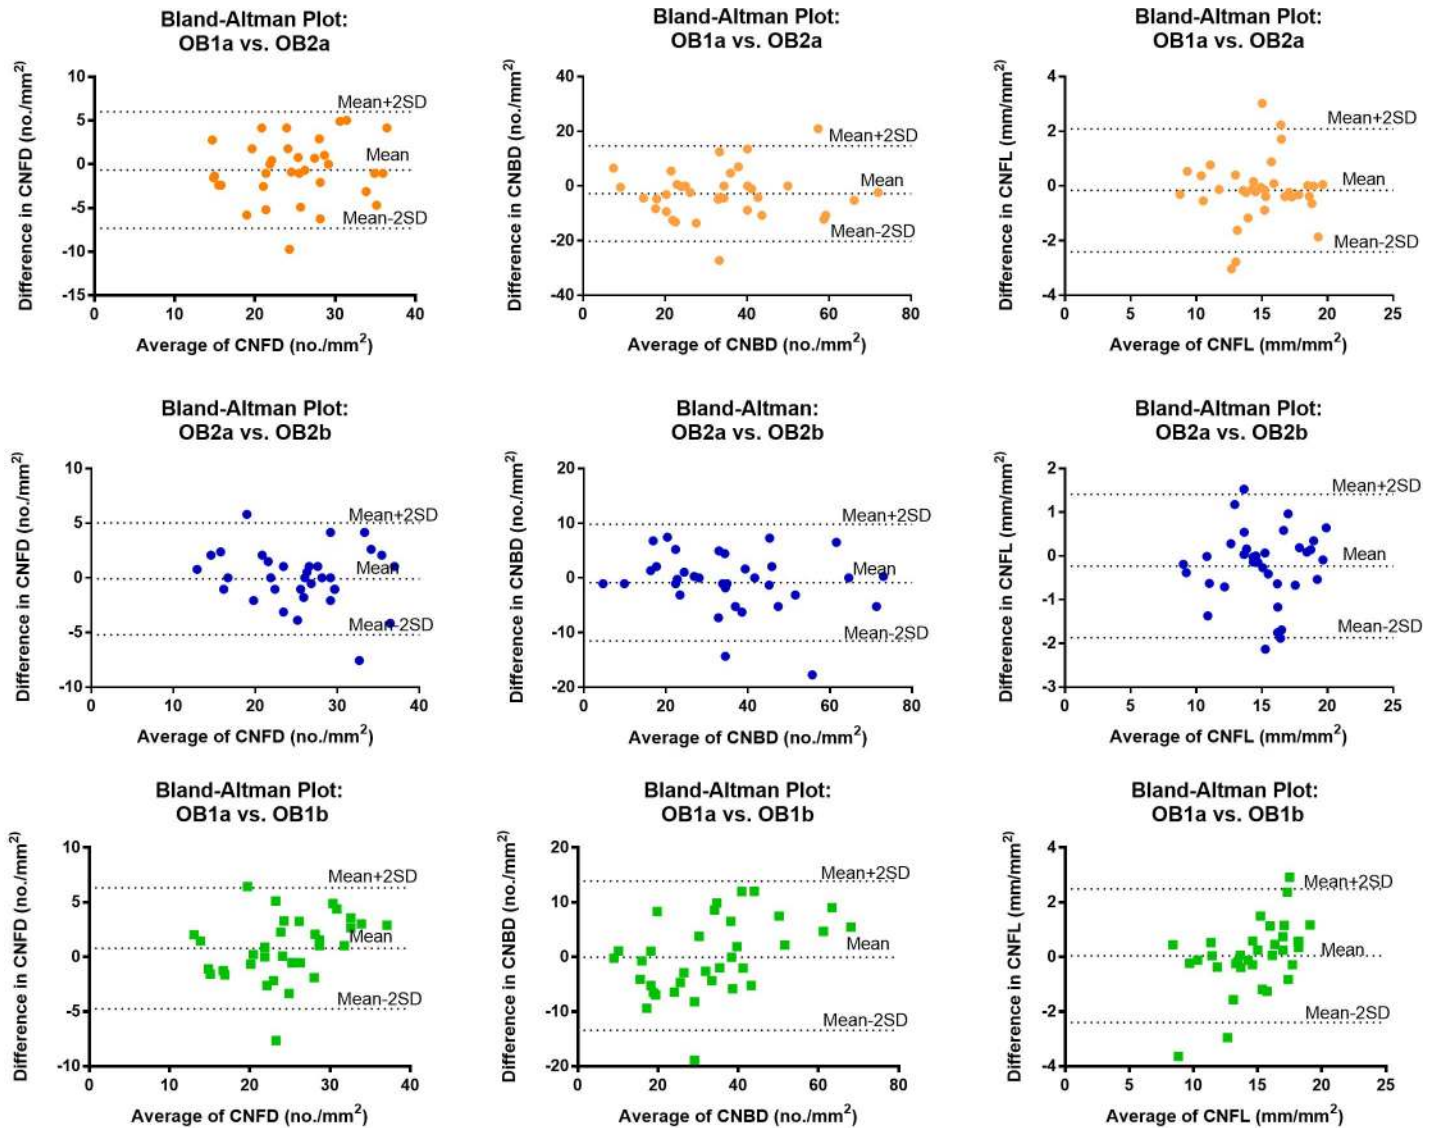 Bland-Altman Plot:
OB1a vs. OB2a
Difference in CNFD (no./mm²)
10
5
0
-5
-10
-15
Mean+2SD
Mean
Mean-2SD
0 10 20 30 40
Average of CNFD (no./mm²)
Bland-Altman Plot:
OB1a vs. OB2a
Difference in CNBD (no./mm²)
40
20
0
-20
-40
Mean+2SD
Mean
Mean-2SD
0 20 40 60 80
Average of CNBD (no./mm²)
Bland-Altman Plot:
OB1a vs. OB2a
Difference in CNFL (mm/mm²)
4
2
0
-2
-4
Mean+2SD
Mean
Mean-2SD
0 5 10 15 20 25
Average of CNFL (mm/mm²)
Bland-Altman Plot:
OB2a vs. OB2b
Difference in CNFD (no./mm²)
10
5
0
-5
-10
Mean+2SD
Mean
Mean-2SD
0 10 20 30 40
Average of CNFD (no./mm²)
Bland-Altman:
OB2a vs. OB2b
Difference in CNBD (no./mm²)
20
10
0
-10
-20
Mean+2SD
Mean
Mean-2SD
0 20 40 60 80
Average of CNBD (no./mm²)
Bland-Altman Plot:
OB2a vs. OB2b
Difference in CNFL (mm/mm²)
2
1
0
-1
-2
-3
Mean+2SD
Mean
Mean-2SD
0 5 10 15 20 25
Average of CNFL (mm/mm²)
Bland-Altman Plot:
OB1a vs. OB1b
Difference in CNFD (no./mm²)
10
5
0
-5
-10
Mean+2SD
Mean
Mean-2SD
0 10 20 30 40
Average of CNFD (no./mm²)
Bland-Altman Plot:
OB1a vs. OB1b
Difference in CNBD (no./mm²)
20
10
0
-10
-20
Mean+2SD
Mean
Mean-2SD
0 20 40 60 80
Average of CNBD (no./mm²)
Bland-Altman Plot:
OB1a vs. OB1b
Difference in CNFL (mm/mm²)
4
2
0
-2
-4
Mean+2SD
Mean
Mean-2SD
0 5 10 15 20 25
Average of CNFL (mm/mm²)